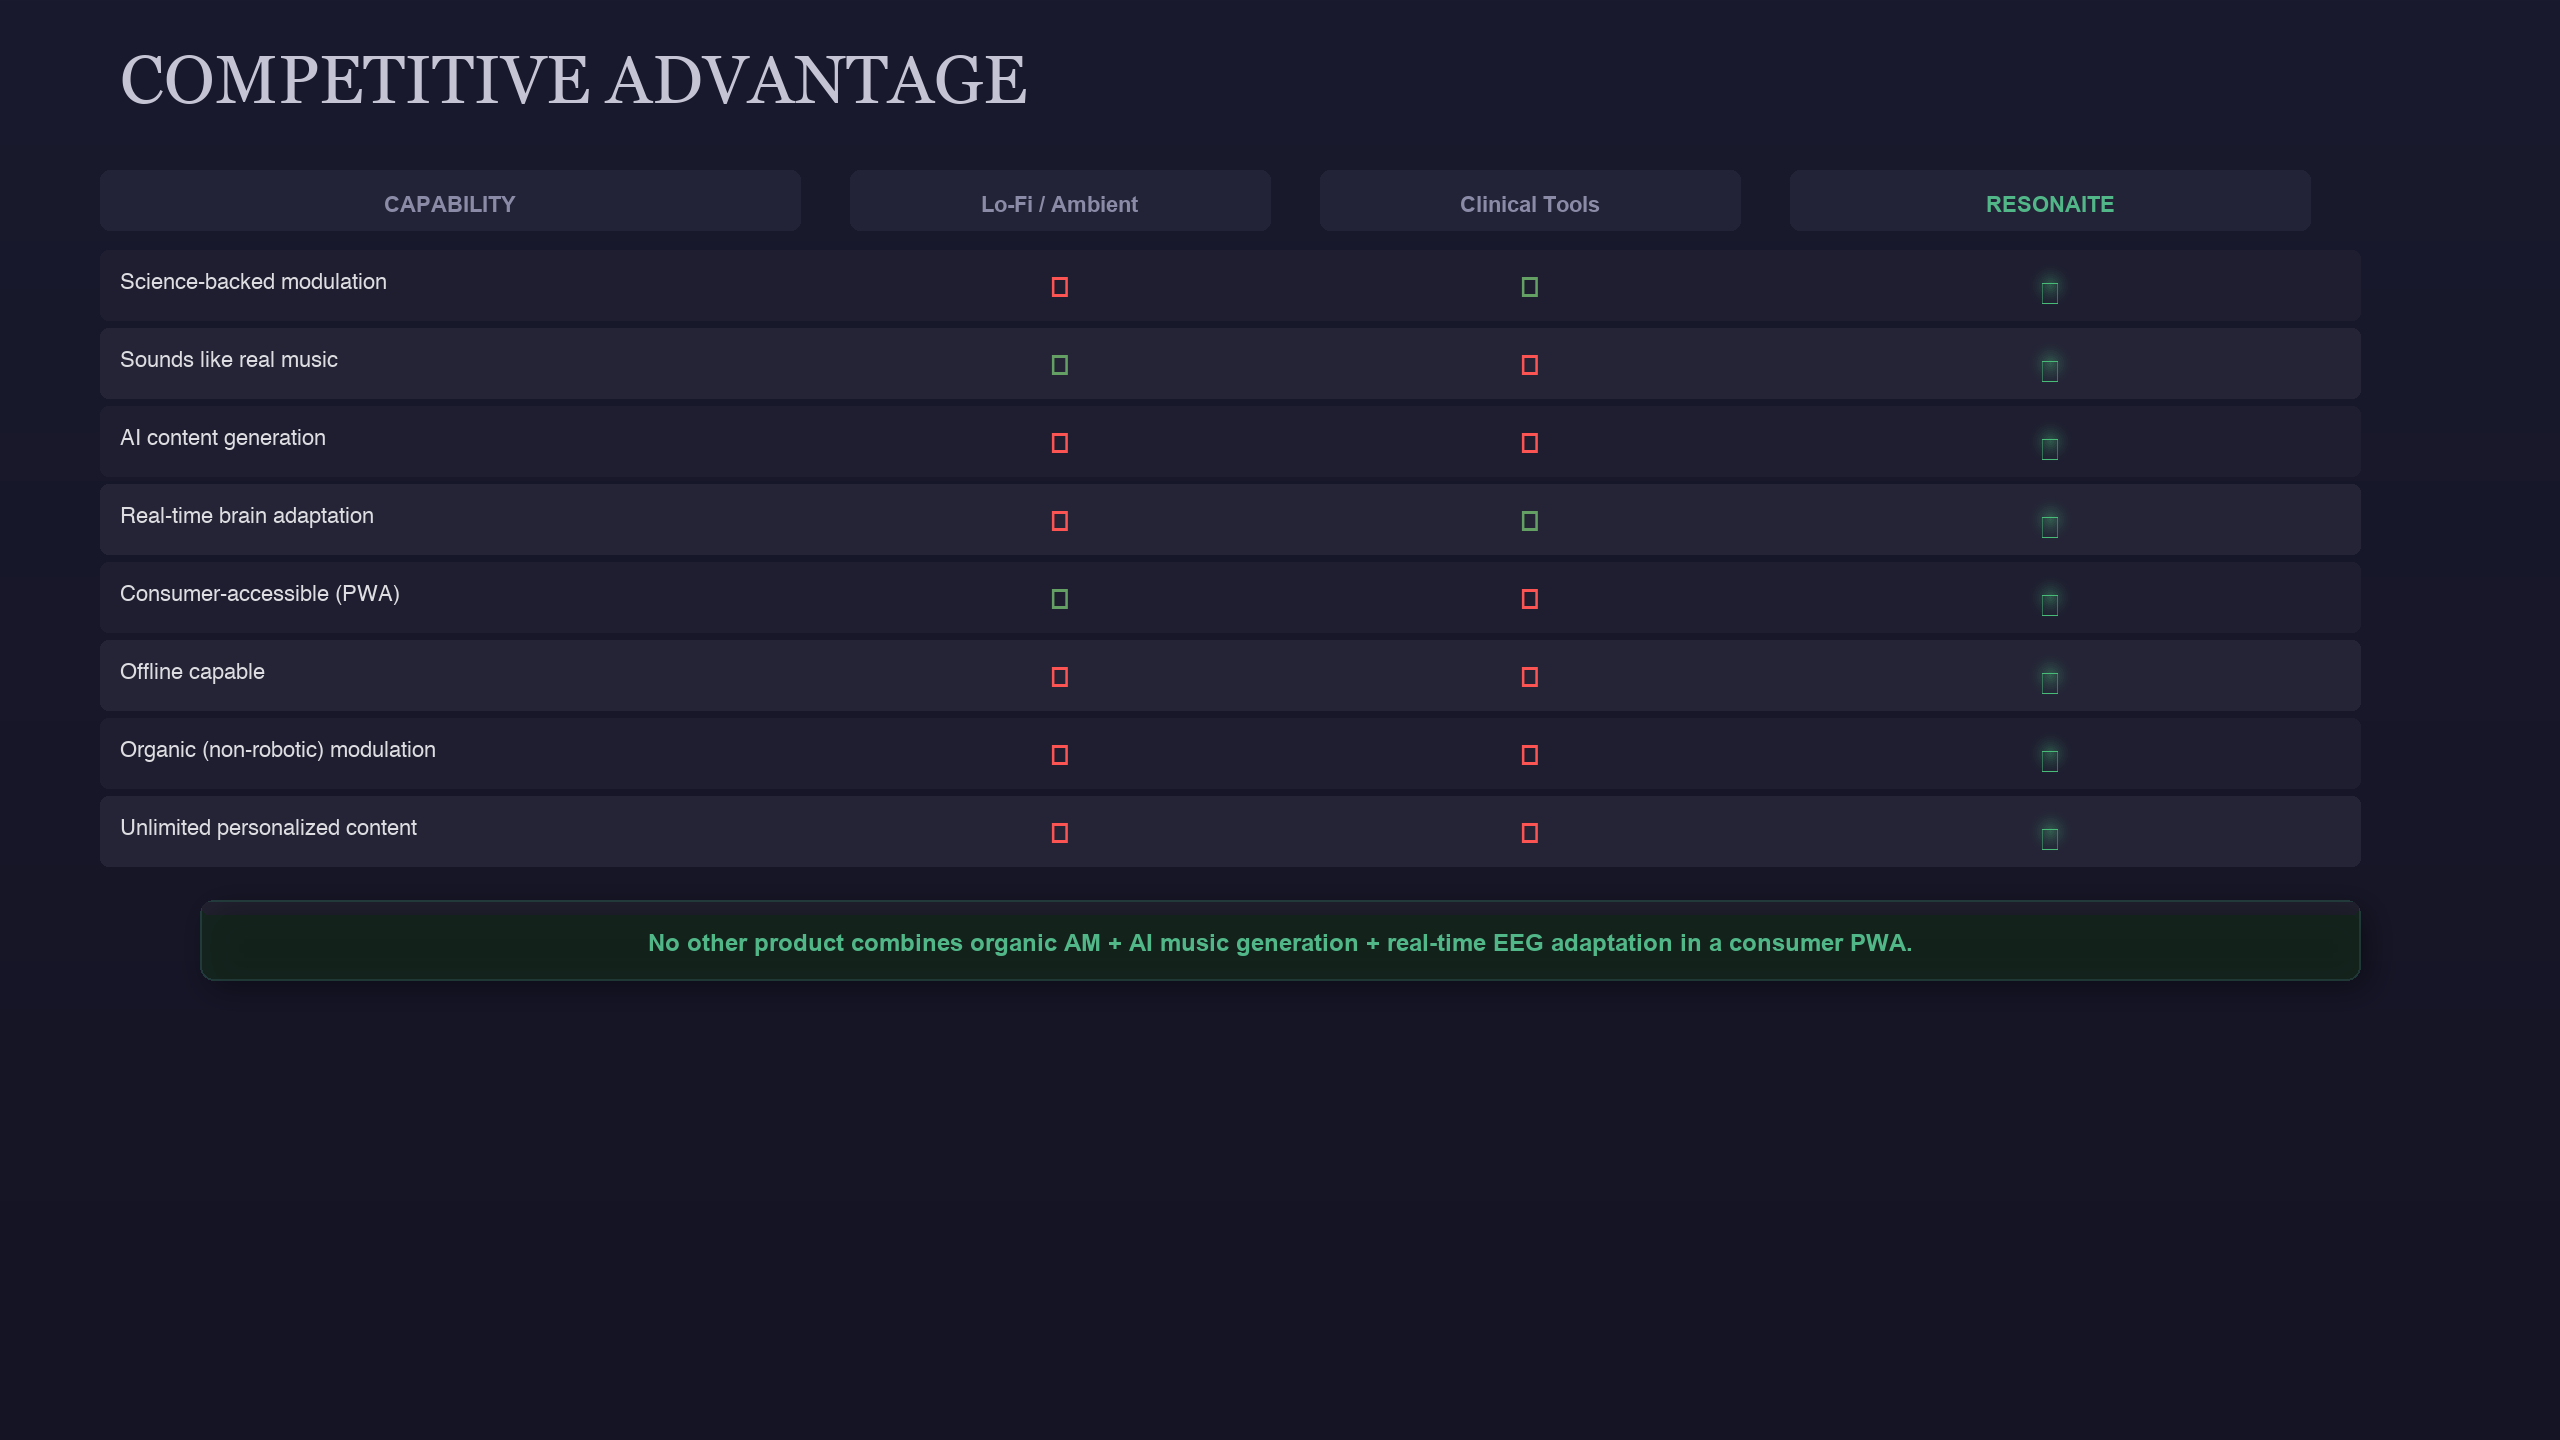 COMPETITIVE ADVANTAGE
CAPABILITY Lo-Fi / Ambient Clinical Tools RESONAITE
Science-backed modulation
Sounds like real music
AI content generation
Real-time brain adaptation
Consumer-accessible (PWA)
Offline capable
Organic (non-robotic) modulation
Unlimited personalized content
No other product combines organic AM + AI music generation + real-time EEG adaptation in a consumer PWA.